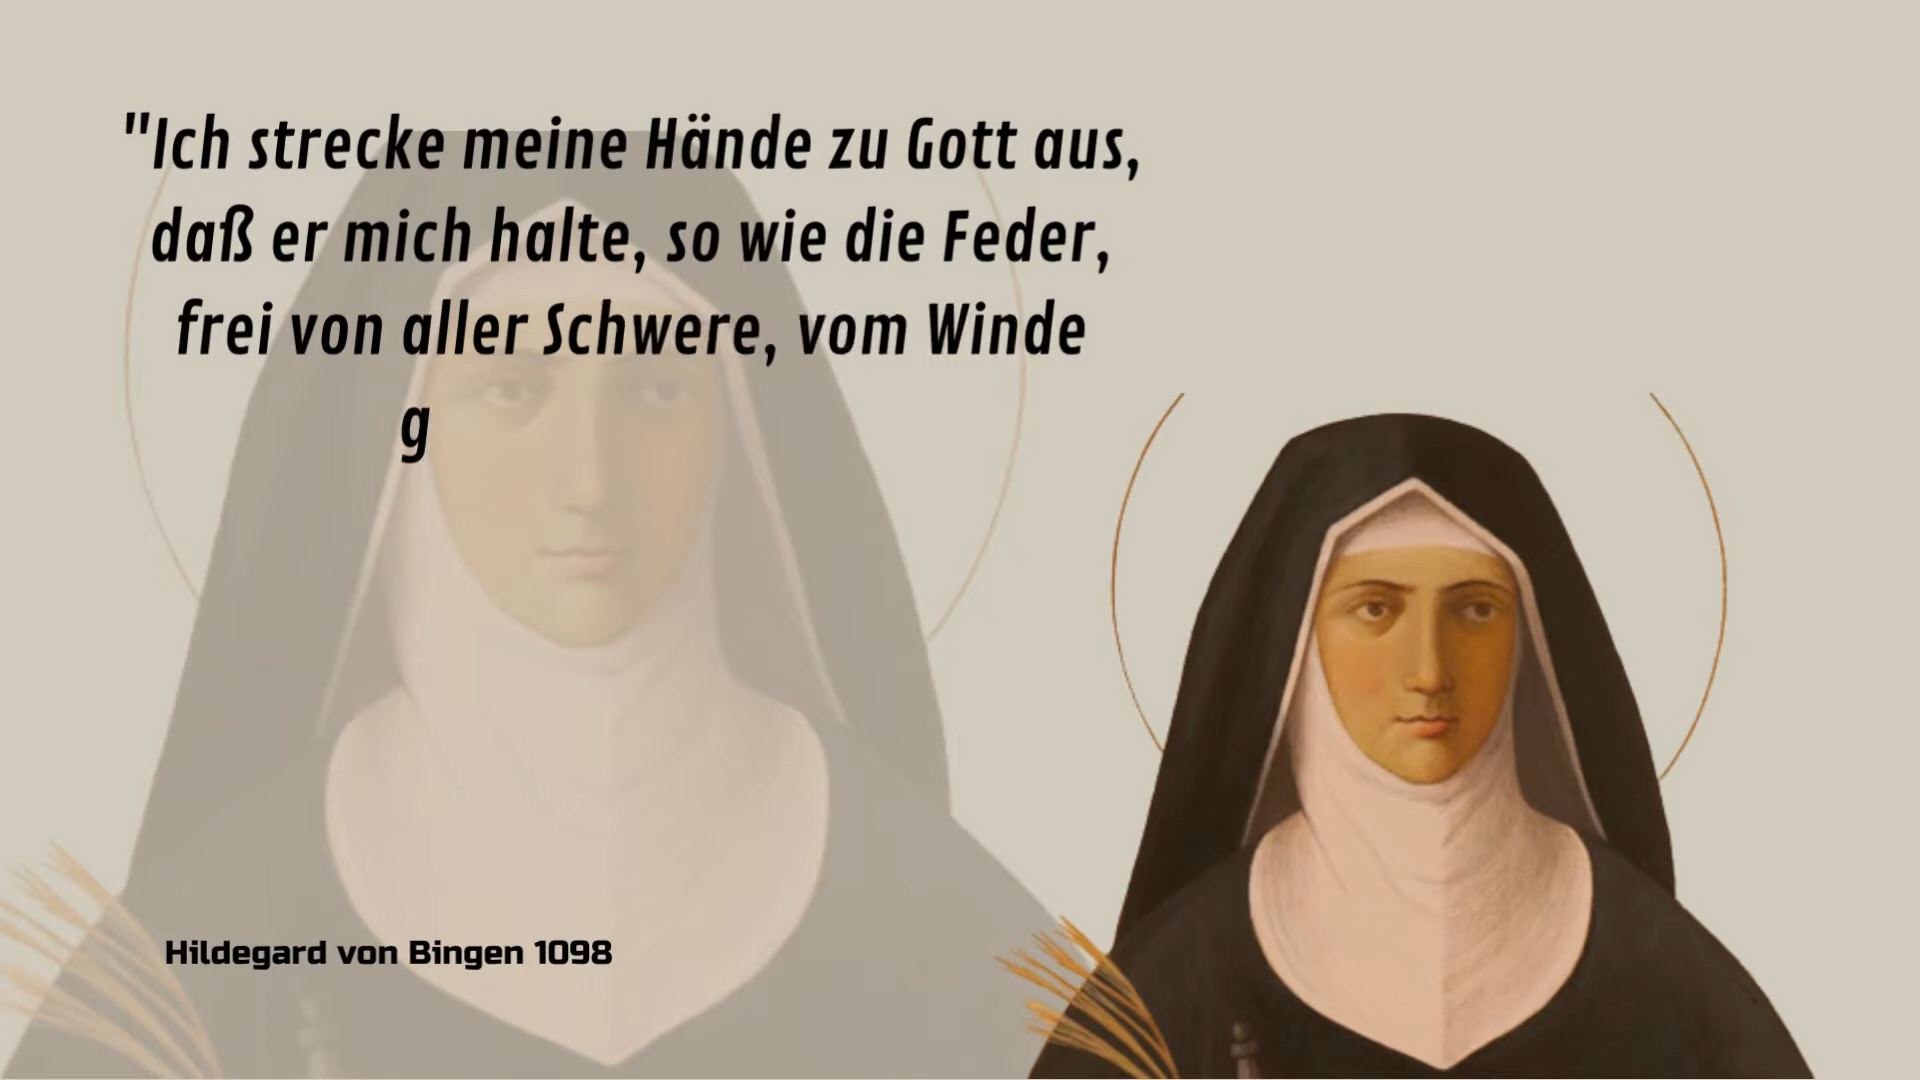 "Ich strecke meine Hände zu Gott aus,
daß er mich halte, so wie die Feder,
frei von aller Schwere, vom Winde
g
Hildegard von Bingen 1098